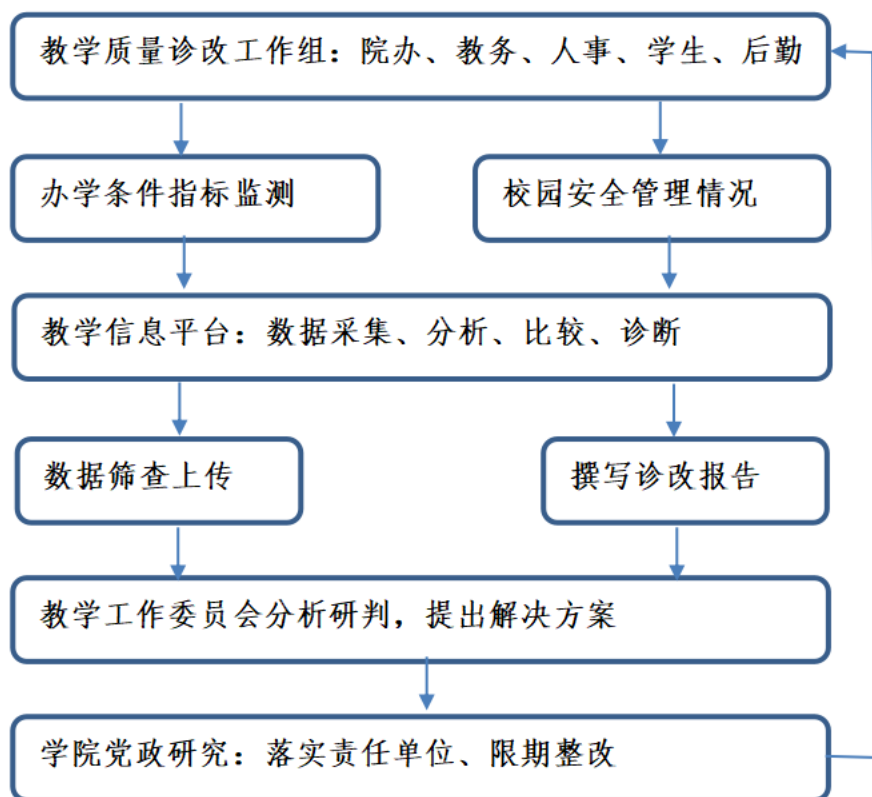 教学质量诊改工作组：院办、教务、人事、学生、后勤
办学条件指标监测
校园安全管理情况
教学信息平台：数据采集、分析、比较、诊断
数据筛查上传
撰写诊改报告
教学工作委员会分析研判，提出解决方案
学院党政研究：落实责任单位、限期整改